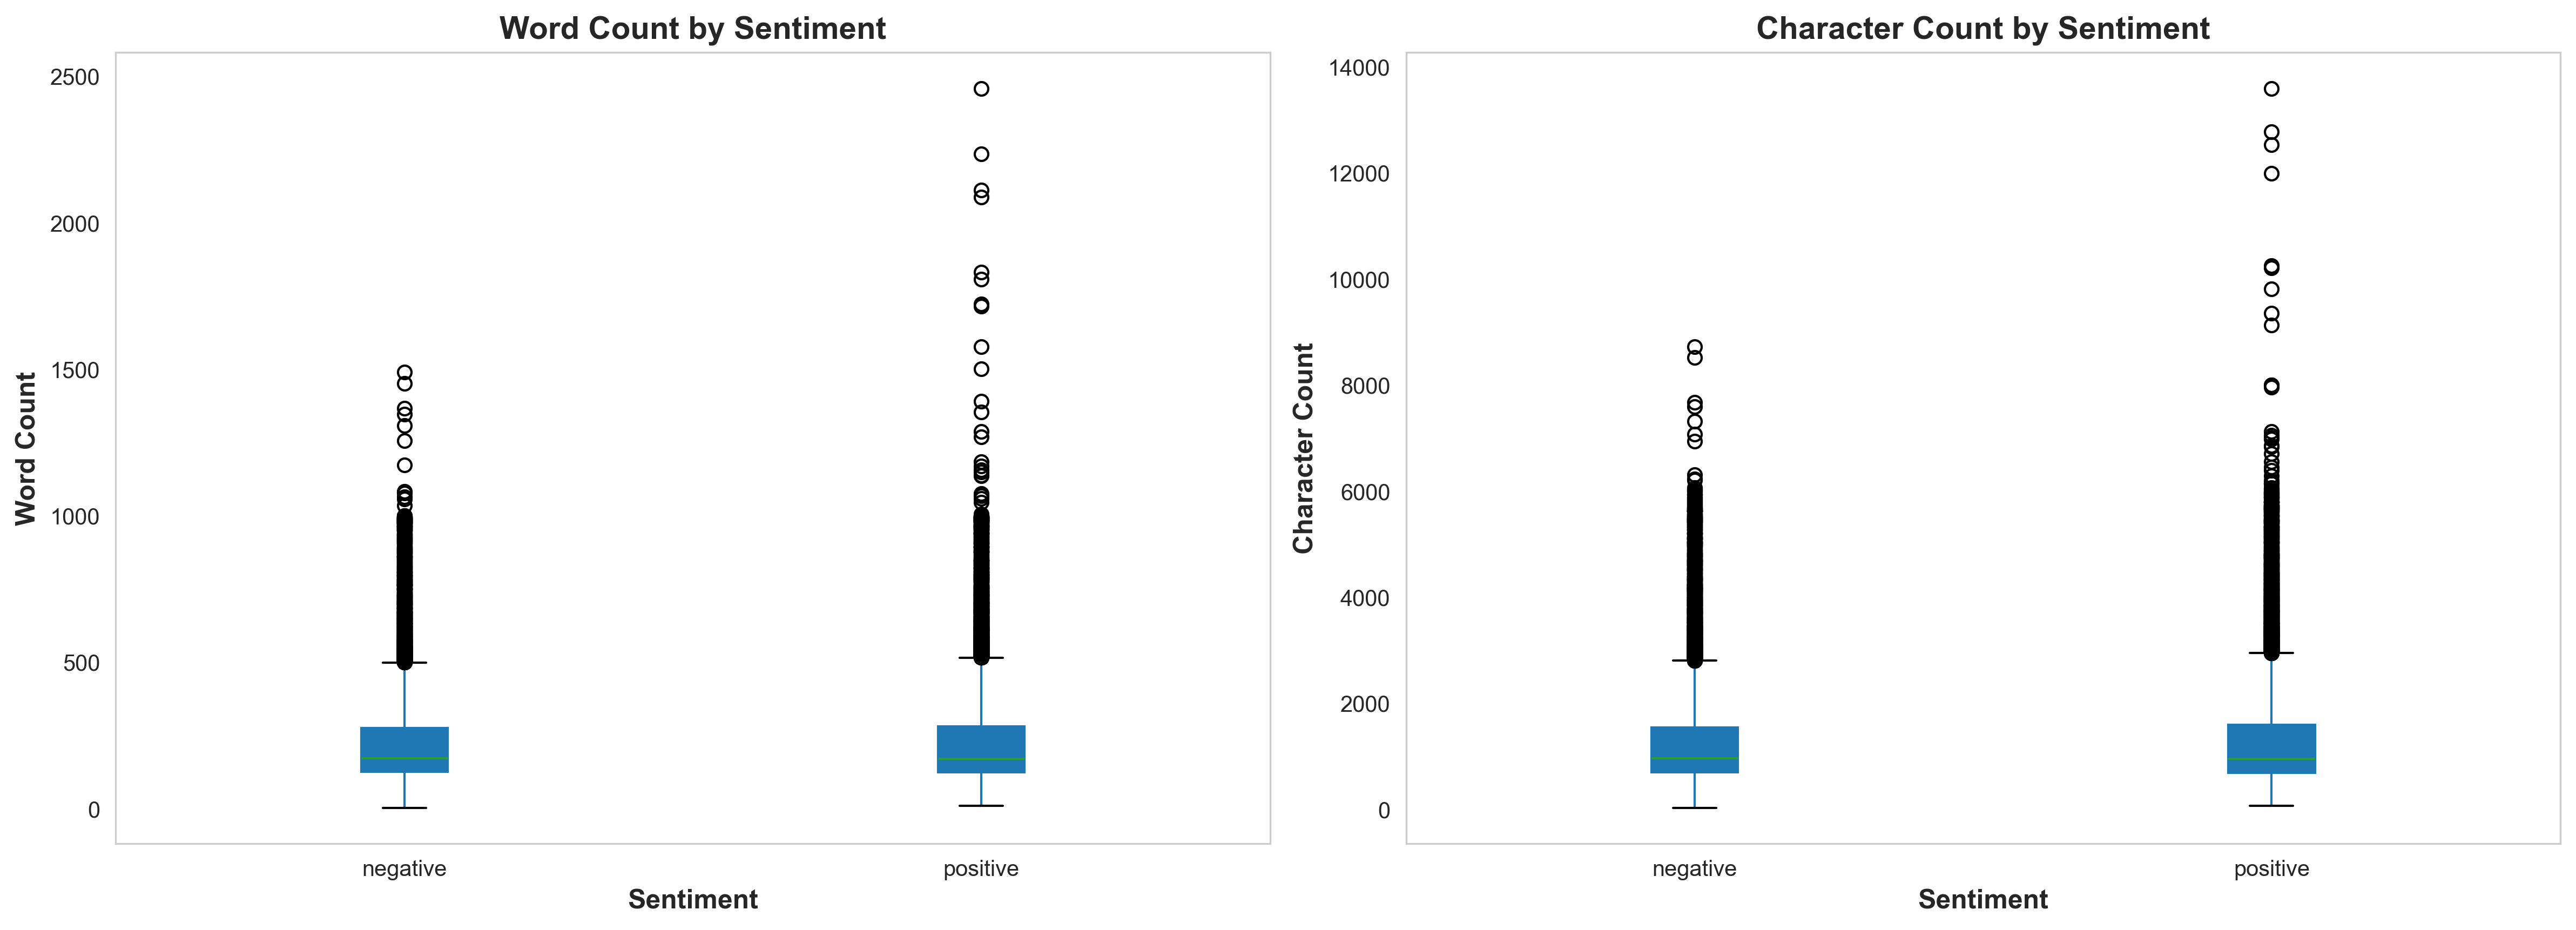 Word Count by Sentiment
Word Count
2500
2000
1500
1000
500
0
negative
positive
Sentiment
Character Count by Sentiment
Character Count
14000
12000
10000
8000
6000
4000
2000
0
negative
positive
Sentiment